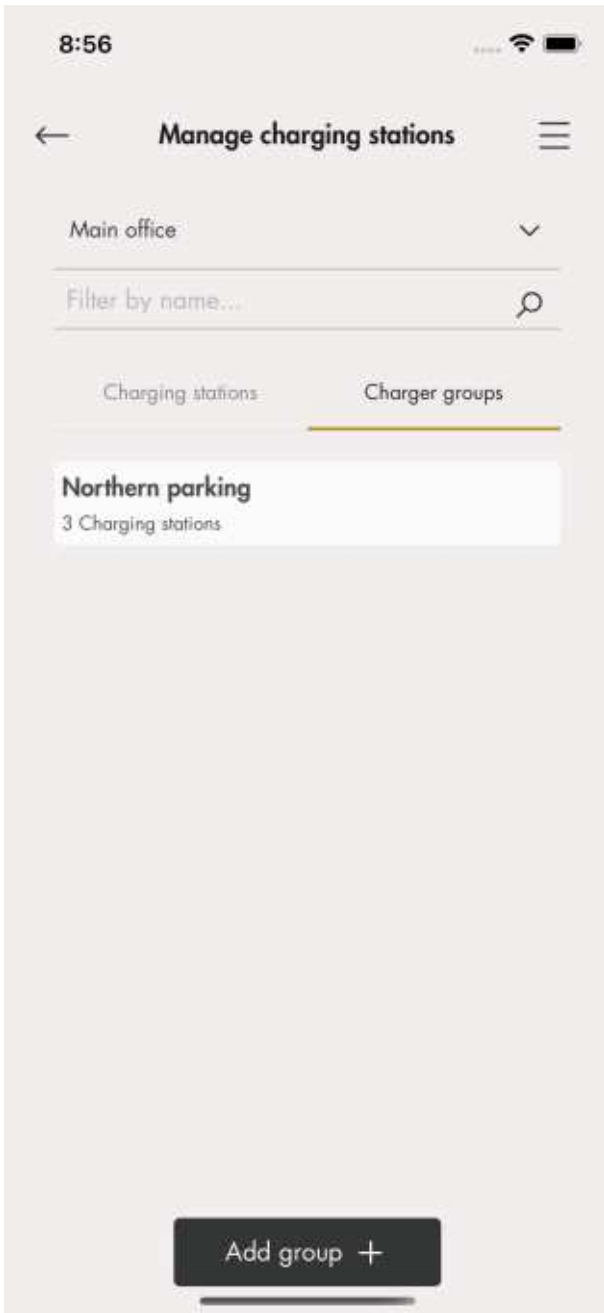 8:56
Manage charging stations
Main office
Filter by name...
Charging stations
Charger groups
Northern parking
3 Charging stations
Add group +